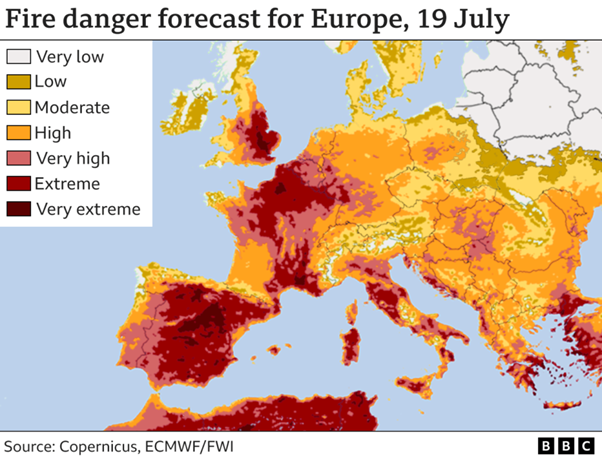 Fire danger forecast for Europe, 19 July
Very low
Low
Moderate
High
Very high
Extreme
Very extreme
Source: Copernicus, ECMWF/FWI
BBC